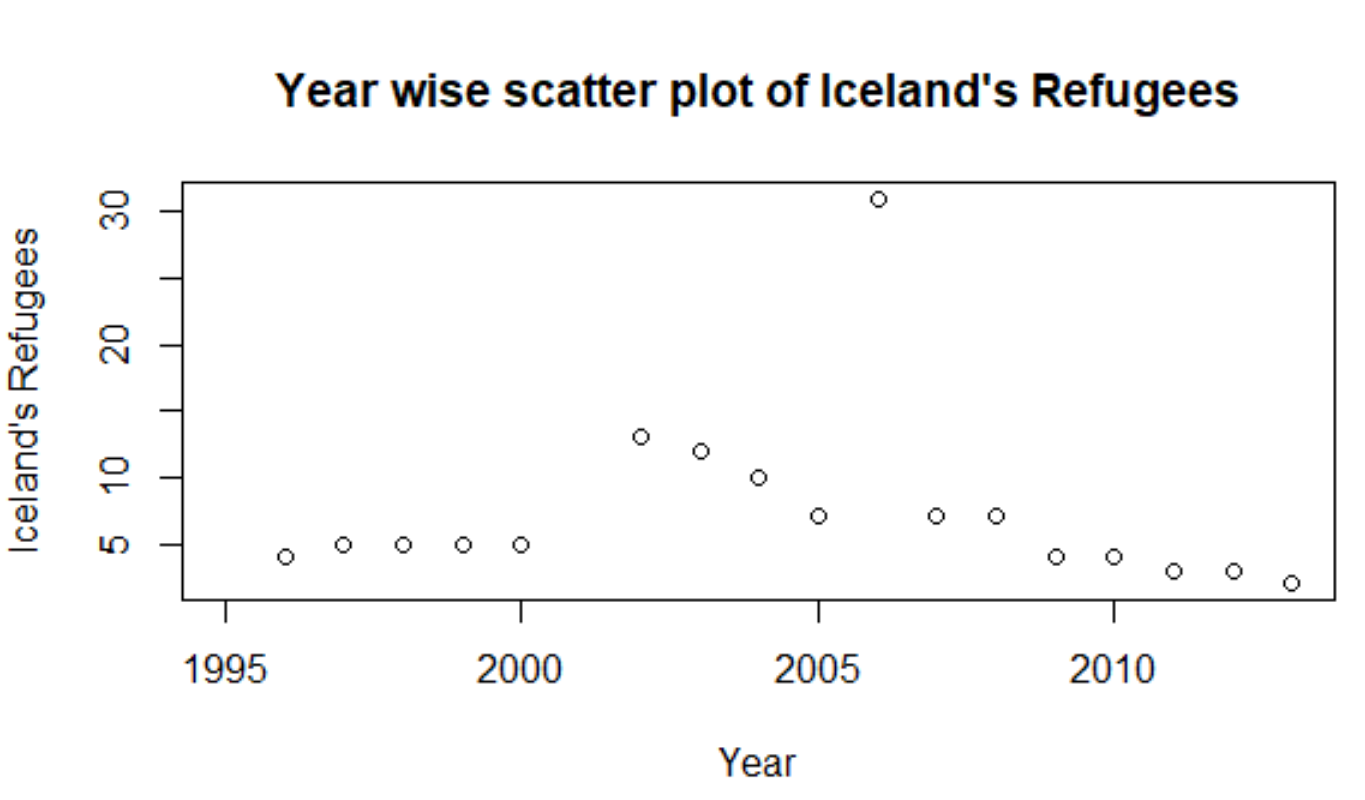 Year wise scatter plot of Iceland's Refugees
Iceland's Refugees
30
20
10
5
1995 2000 2005 2010
Year